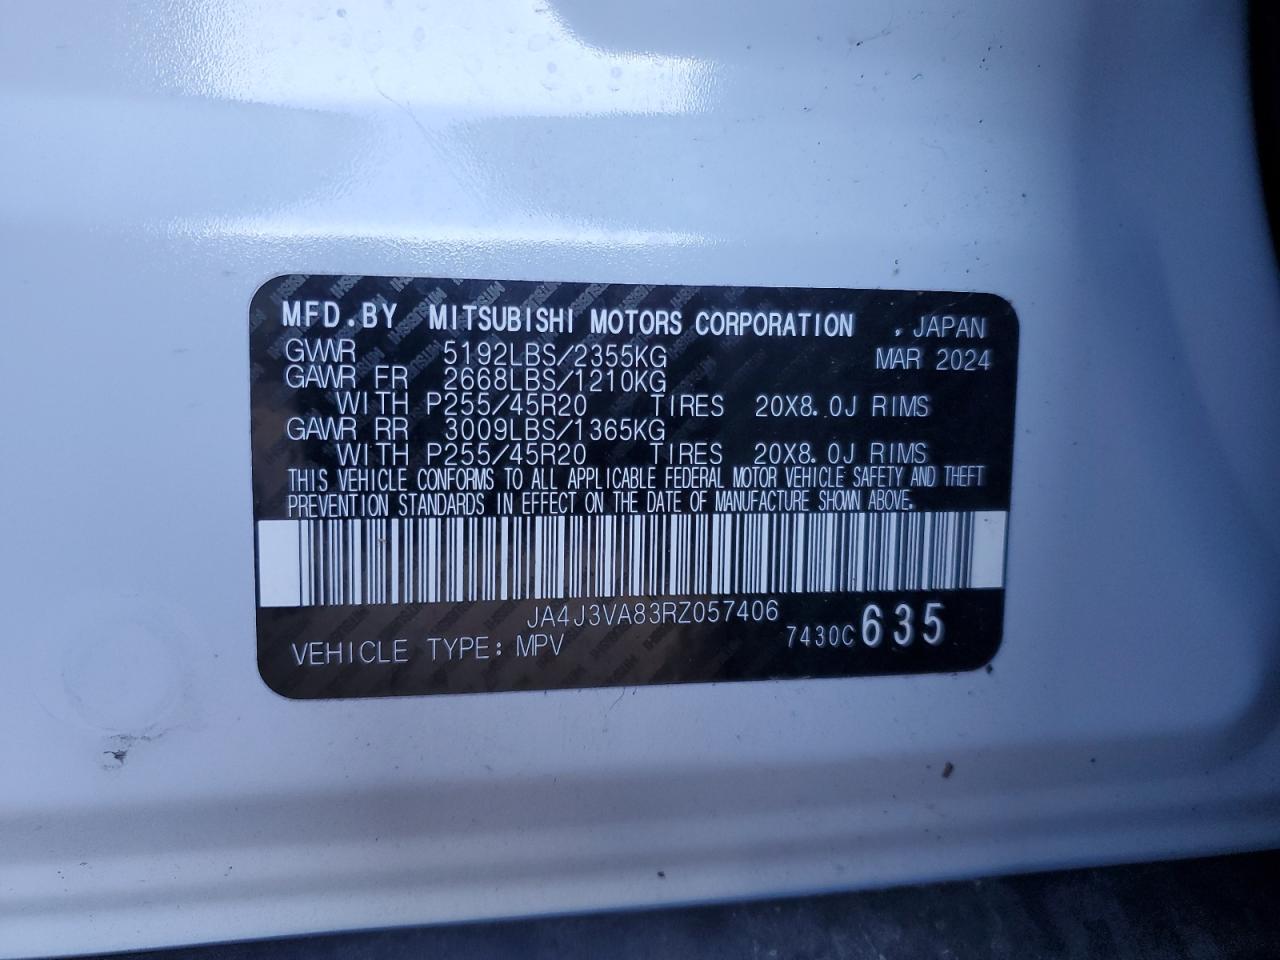 MFD.BY MITSUBISHI MOTORS CORPORATION , JAPAN
GVWR 5192LBS/2355KG MAR 2024
GAWR FR 2668LBS/1210KG
WITH P255/45R20 TIRES 20X8.0J RIMS
GAWR RR 3009LBS/1365KG
WITH P255/45R20 TIRES 20X8.0J RIMS
THIS VEHICLE CONFORMS TO ALL APPLICABLE FEDERAL MOTOR VEHICLE SAFETY AND THEFT
PREVENTION STANDARDS IN EFFECT ON THE DATE OF MANUFACTURE SHOWN ABOVE.
JA4J3VA83RZ057406
VEHICLE TYPE: MPV 7430C 635